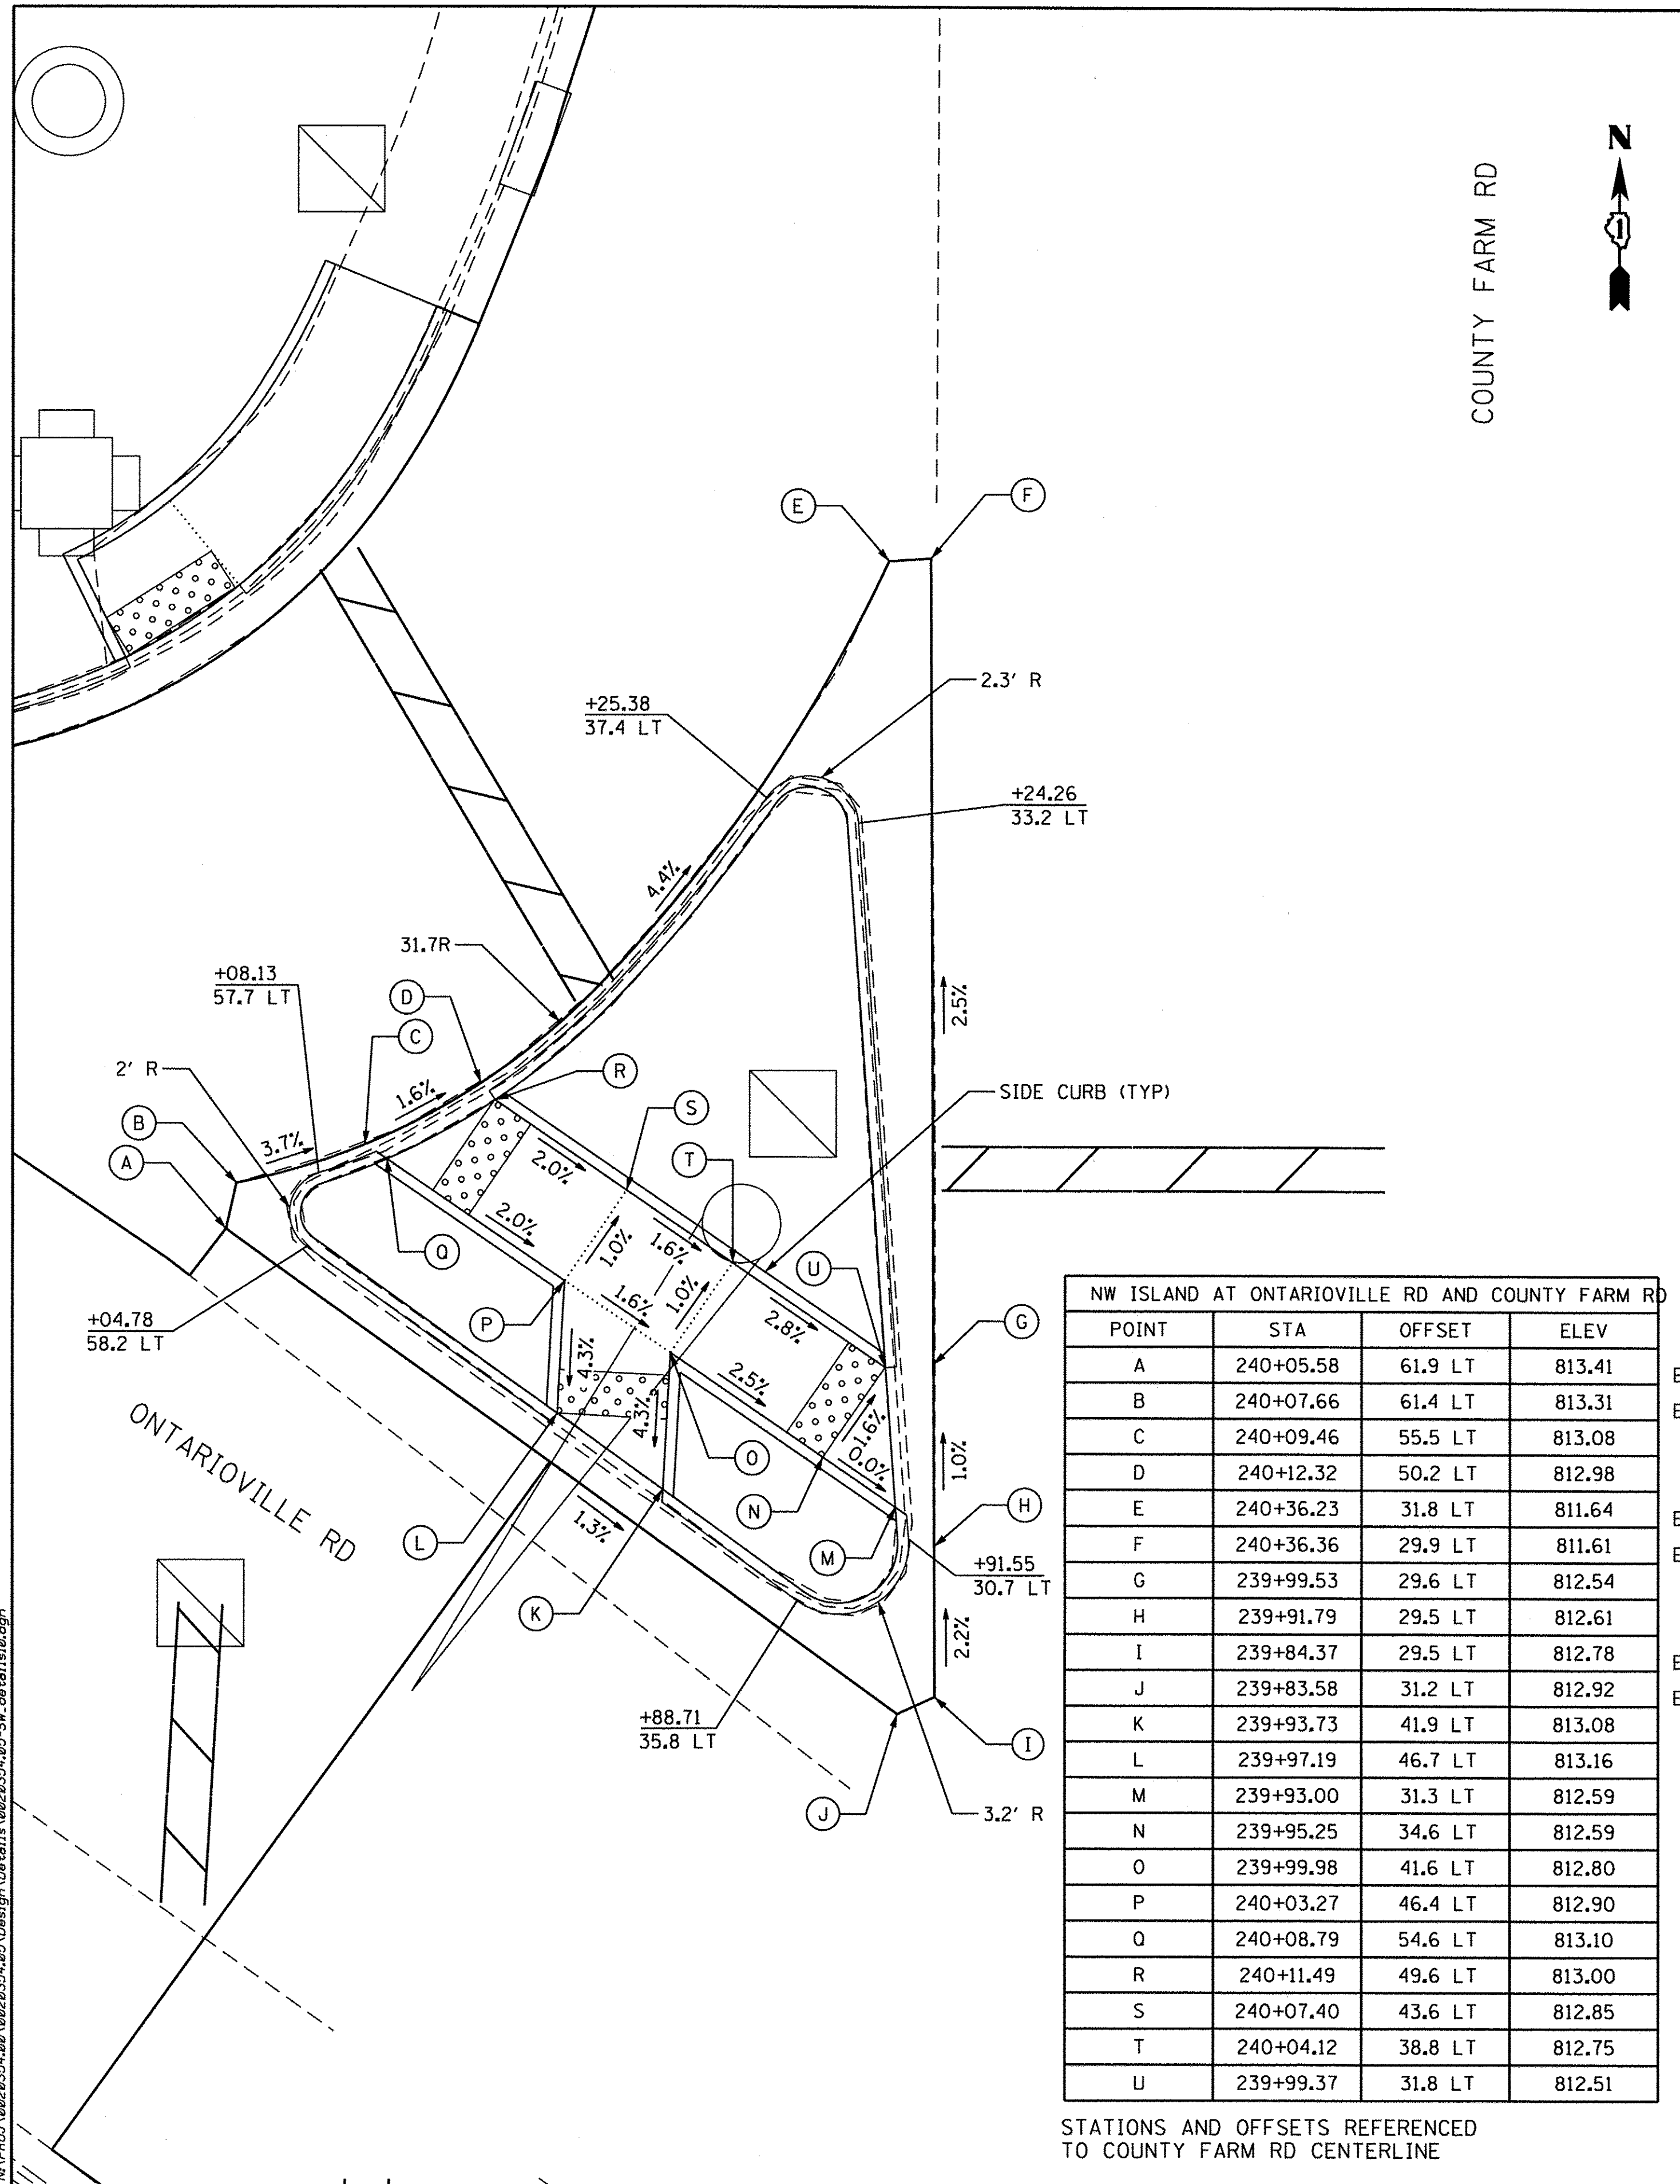 N
1
COUNTY FARM RD
E
F
2.3' R
+25.38
37.4 LT
+24.26
33.2 LT
4.4%
31.7R
+08.13
57.7 LT
D
C
2' R
1.6%
R
2.5%
SIDE CURB (TYP)
B
S
3.7%
A
T
2.0%
2.0%
Q
1.0%
1.6%
U
+04.78
58.2 LT
P
1.6%
1.0%
2.8%
G
4.3%
2.5%
4.3%
1.6%
0.0%
1.0%
ONTARIOVILLE RD
O
N
H
L
1.3%
M
+91.55
30.7 LT
K
2.2%
+88.71
35.8 LT
I
J
3.2' R
NW ISLAND AT ONTARIOVILLE RD AND COUNTY FARM RD
POINT STA OFFSET ELEV
A 240+05.58 61.9 LT 813.41
B 240+07.66 61.4 LT 813.31
C 240+09.46 55.5 LT 813.08
D 240+12.32 50.2 LT 812.98
E 240+36.23 31.8 LT 811.64
F 240+36.36 29.9 LT 811.61
G 239+99.53 29.6 LT 812.54
H 239+91.79 29.5 LT 812.61
I 239+84.37 29.5 LT 812.78
J 239+83.58 31.2 LT 812.92
K 239+93.73 41.9 LT 813.08
L 239+97.19 46.7 LT 813.16
M 239+93.00 31.3 LT 812.59
N 239+95.25 34.6 LT 812.59
O 239+99.98 41.6 LT 812.80
P 240+03.27 46.4 LT 812.90
Q 240+08.79 54.6 LT 813.10
R 240+11.49 49.6 LT 813.00
S 240+07.40 43.6 LT 812.85
T 240+04.12 38.8 LT 812.75
U 239+99.37 31.8 LT 812.51
STATIONS AND OFFSETS REFERENCED
TO COUNTY FARM RD CENTERLINE